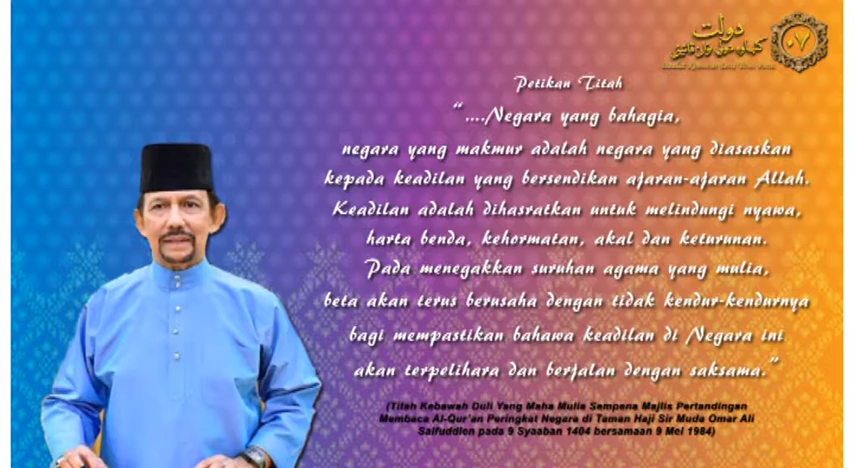 دولت
٠٧
Petikan Titah
"....Negara yang bahagia,
negara yang makmur adalah negara yang diasaskan
kepada keadilan yang bersendikan ajaran-ajaran Allah.
Keadilan adalah dihasratkan untuk melindungi nyawa,
harta benda, kehormatan, akal dan keturunan.
Pada menegakkan suruhan agama yang mulia,
beta akan terus berusaha dengan tidak kendur-kendurnya
bagi mempastikan bahawa keadilan di Negara ini
akan terpelihara dan berjalan dengan saksama."
(Titah Kebawah Duli Yang Maha Mulia Sempena Majlis Pertandingan
Membaca Al-Qur'an Peringkat Negara di Taman Haji Sir Muda Omar Ali
Saifuddien pada 9 Syaaban 1404 bersamaan 9 Mei 1984)